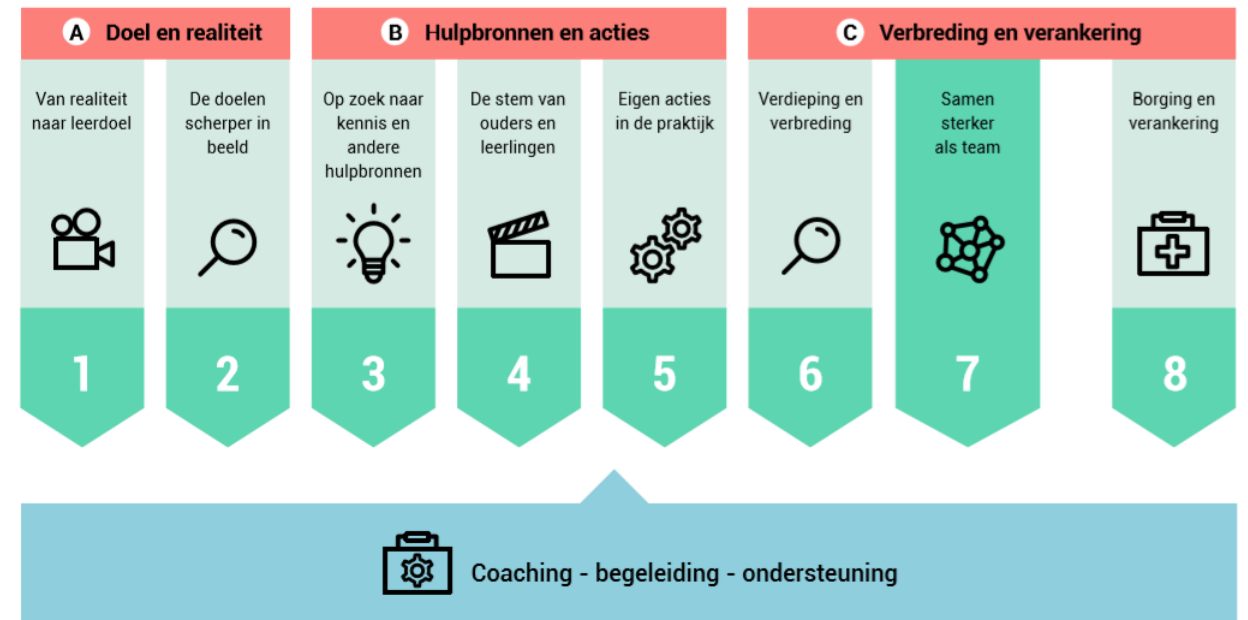 A Doel en realiteit
B Hulpbronnen en acties
C Verbreding en verankering
Van realiteit
naar leerdoel
De doelen
scherper in
beeld
Op zoek naar
kennis en
andere
hulpbronnen
De stem van
ouders en
leerlingen
Eigen acties
in de praktijk
Verdieping en
verbreding
Samen
sterker
als team
Borging en
verankering
1
2
3
4
5
6
7
8
Coaching - begeleiding - ondersteuning